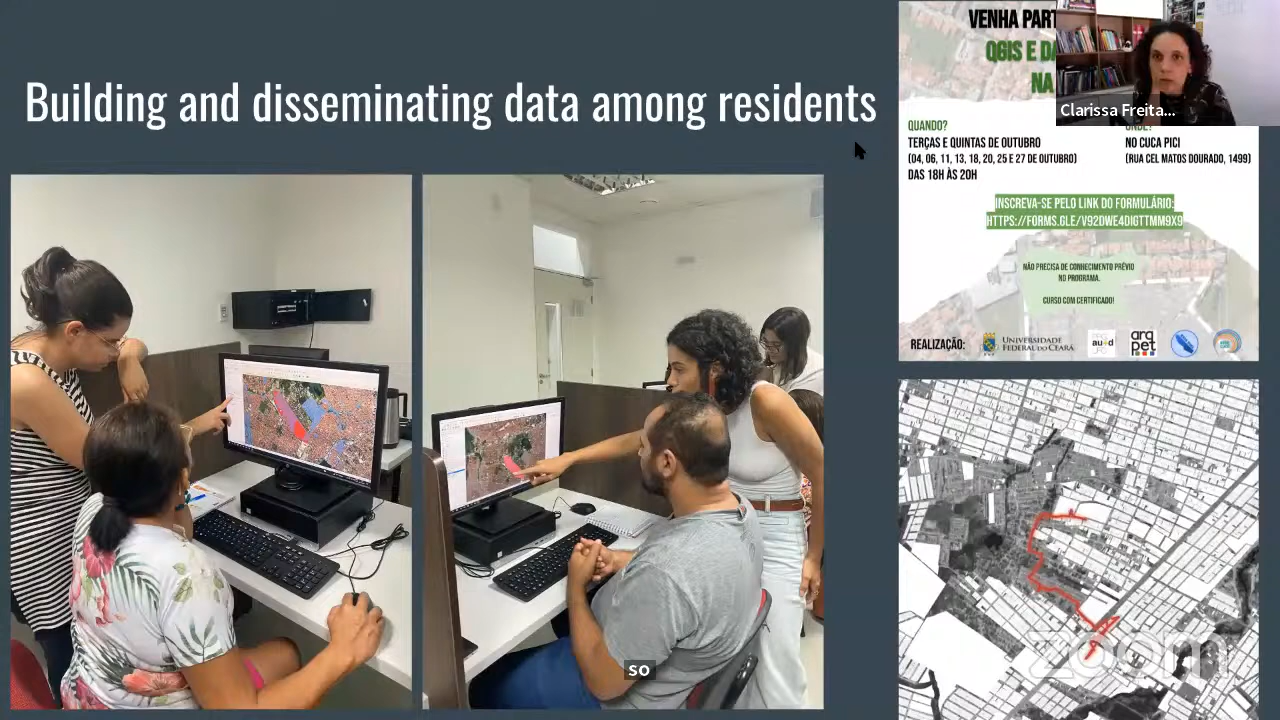 Building and disseminating data among residents
VENHA PART
QGIS E DA
NA
Clarissa Freita...
QUANDO?
TERÇAS E QUINTAS DE OUTUBRO
(04, 06, 11, 13, 18, 20, 25 E 27 DE OUTUBRO)
DAS 18H ÀS 20H
ONDE?
NO CUCA PICI
(RUA CEL MATOS DOURADO, 1499)
INSCREVA-SE PELO LINK DO FORMULÁRIO:
HTTPS://FORMS.GLE/V92DWE4DIGTTMM9X9
NÃO PRECISA DE CONHECIMENTO PRÉVIO
NO PROGRAMA.
CURSO COM CERTIFICADO!
REALIZAÇÃO:
UNIVERSIDADE
FEDERAL DO CEARÁ
arq
pet
so
zoom